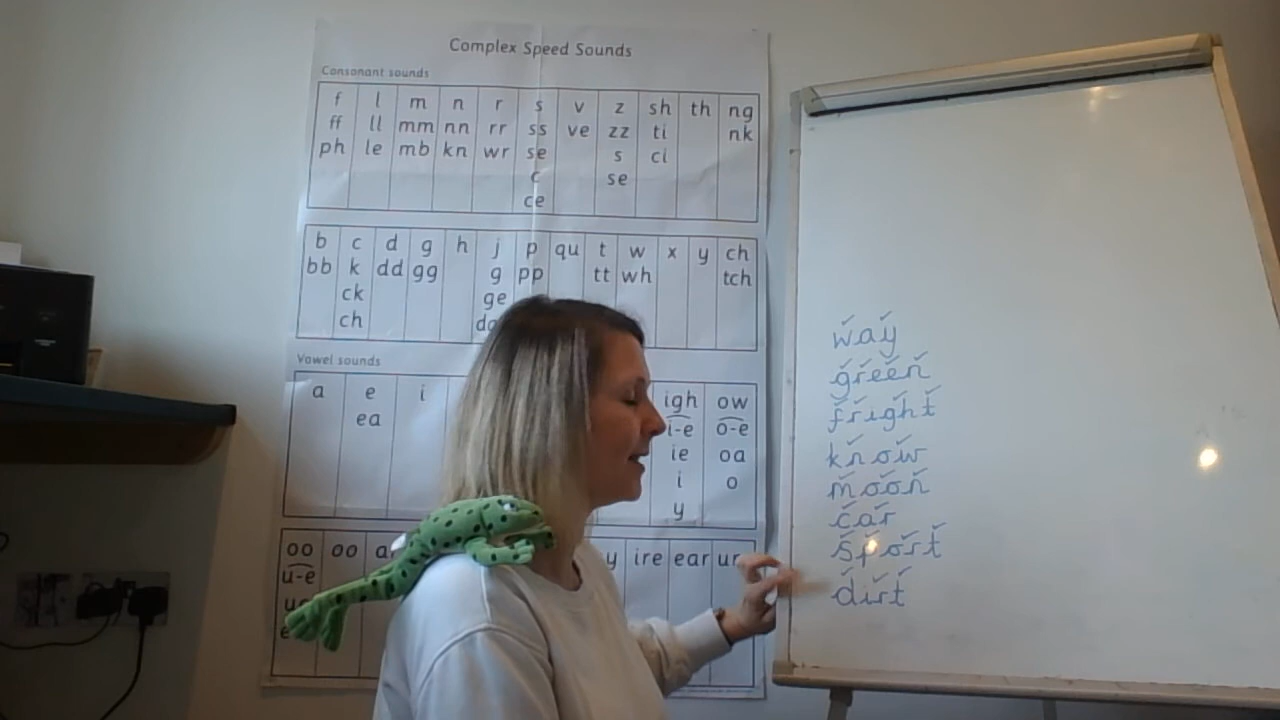 Complex Speed Sounds
Consonant sounds
f l m n r s v z sh th ng
ff ll mm nn rr ss ve zz ti nk
ph le mb kn wr se s ci
c se
ce
b c d g h j p qu t w x y ch
bb k dd gg g pp tt wh tch
ck ge
ch
Vowel sounds
a e i igh ow
ea i-e o-e
ie oa
i o
y
oo oo y ire ear ur
u-e
way
green
fright
know
moon
car
sport
dirt